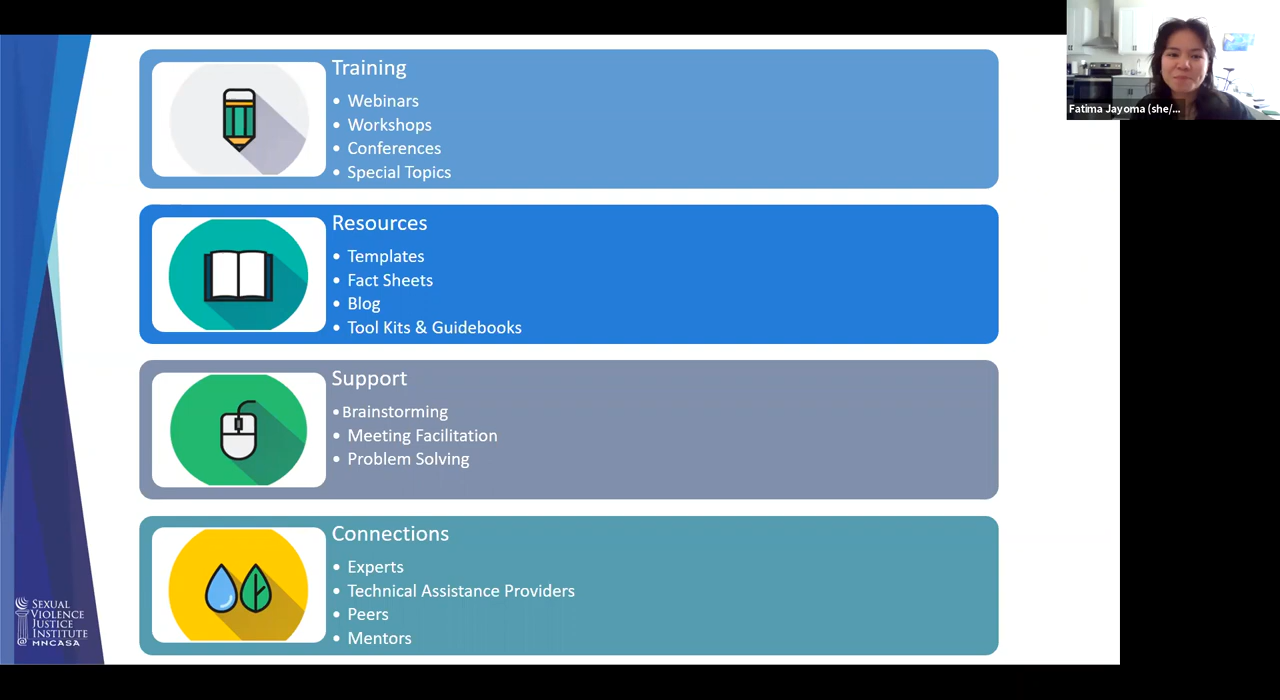 Training
• Webinars
• Workshops
• Conferences
• Special Topics
Resources
• Templates
• Fact Sheets
• Blog
• Tool Kits & Guidebooks
Support
• Brainstorming
• Meeting Facilitation
• Problem Solving
Connections
• Experts
• Technical Assistance Providers
• Peers
• Mentors
SEXUAL
VIOLENCE
JUSTICE
INSTITUTE
@ MNCASA
Fatima Jayoma (she/...